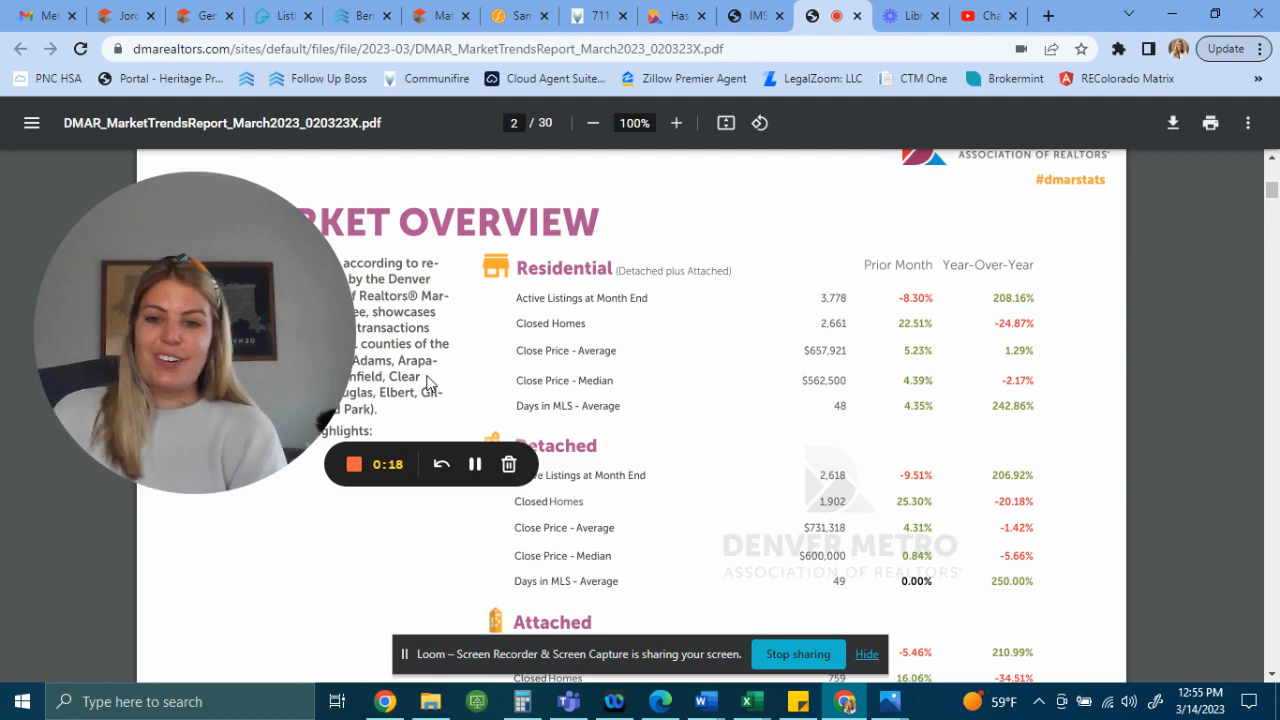 Met
Jord
Ger
Listh
Ben
Mat
San
711
Has
IMS
Libr
Cha
dmarealtors.com/sites/default/files/file/2023-03/DMAR_MarketTrendsReport_March2023_020323X.pdf
Update
PNC HSA
Portal - Heritage Pr...
Follow Up Boss
Communifire
Cloud Agent Suite...
Zillow Premier Agent
LegalZoom: LLC
CTM One
Brokermint
REColorado Matrix
»
DMAR_MarketTrendsReport_March2023_020323X.pdf
2 / 30
100%
ASSOCIATION OF REALTORS®
#dmarstats
RKET OVERVIEW
according to re-
by the Denver
of Realtors® Mar-
ee, showcases
transactions
counties of the
Adams, Arapa-
nfield, Clear
uglas, Elbert, Gil-
d Park).
ghlights:
Residential (Detached plus Attached) Prior Month Year-Over-Year
Active Listings at Month End 3,778 -8.30% 208.16%
Closed Homes 2,661 22.51% -24.87%
Close Price - Average $657,921 5.23% 1.29%
Close Price - Median $562,500 4.39% -2.17%
Days in MLS - Average 48 4.35% 242.86%
Detached
ve Listings at Month End 2,618 -9.51% 206.92%
Closed Homes 1,902 25.30% -20.18%
Close Price - Average $731,318 4.31% -1.42%
Close Price - Median $600,000 0.84% -5.66%
Days in MLS - Average 49 0.00% 250.00%
DENVER METRO
ASSOCIATION OF REALTORS®
Attached
-5.46% 210.99%
Closed Homes 759 16.06% -34.51%
0:18
Loom – Screen Recorder & Screen Capture is sharing your screen.
Stop sharing
Hide
Type here to search
59°F
12:55 PM
3/14/2023